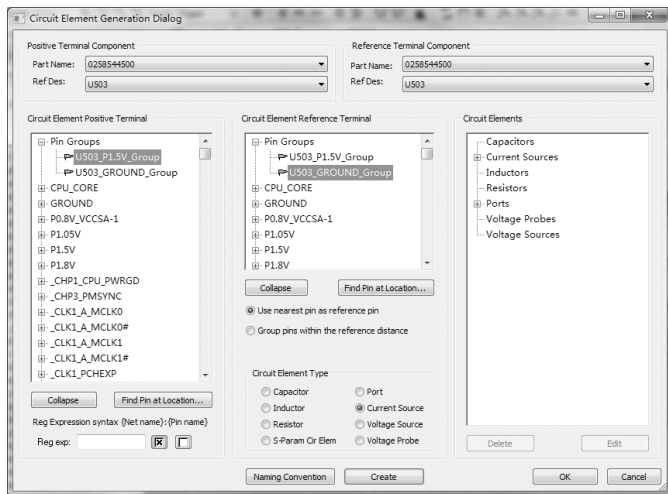 Circuit Element Generation Dialog
Positive Terminal Component
Part Name: 0258544500
Ref Des: U503
Reference Terminal Component
Part Name: 0258544500
Ref Des: U503
Circuit Element Positive Terminal
Pin Groups
U503_P1.5V_Group
U503_GROUND_Group
CPU_CORE
GROUND
P0.8V_VCCSA-1
P1.05V
P1.5V
P1.8V
_CHP1_CPU_PWRGD
_CHP3_PMSYNC
_CLK1_A_MCLK0
_CLK1_A_MCLK0#
_CLK1_A_MCLK1
_CLK1_A_MCLK1#
_CLK1_PCHEXP
Collapse Find Pin at Location...
Reg Expression syntax {Net name}:{Pin name}
Reg exp:
Circuit Element Reference Terminal
Pin Groups
U503_P1.5V_Group
U503_GROUND_Group
CPU_CORE
GROUND
P0.8V_VCCSA-1
P1.05V
P1.5V
P1.8V
Collapse Find Pin at Location...
Use nearest pin as reference pin
Group pins within the reference distance
Circuit Element Type
Capacitor Port
Inductor Current Source
Resistor Voltage Source
S-Param Cir Elem Voltage Probe
Circuit Elements
Capacitors
Current Sources
Inductors
Resistors
Ports
Voltage Probes
Voltage Sources
Delete Edit
Naming Convention Create OK Cancel